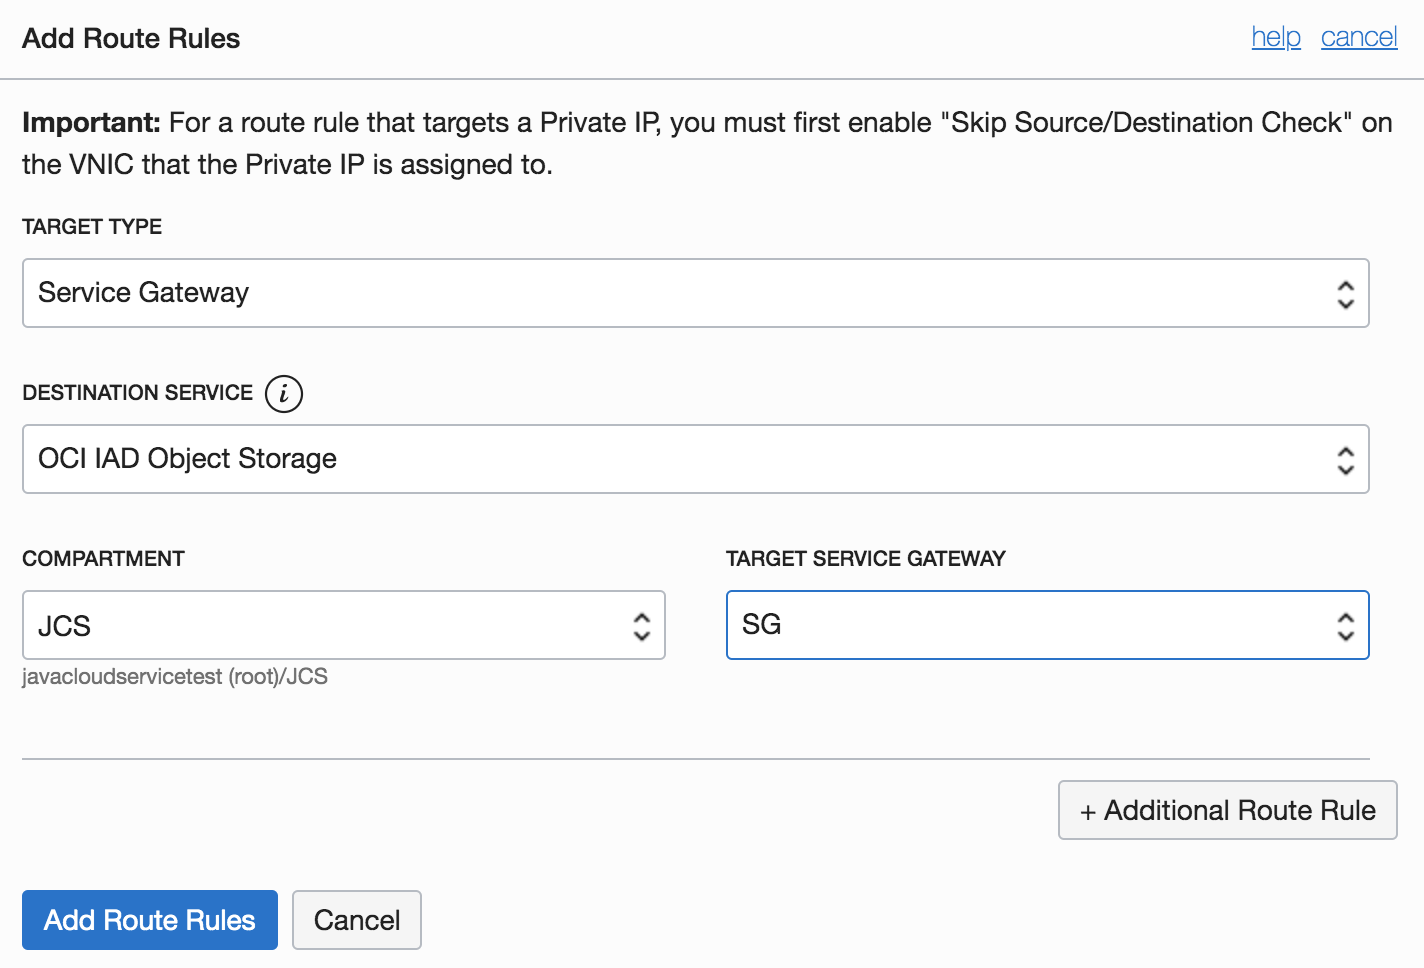 Add Route Rules
help cancel
Important: For a route rule that targets a Private IP, you must first enable "Skip Source/Destination Check" on
the VNIC that the Private IP is assigned to.
TARGET TYPE
Service Gateway
DESTINATION SERVICE i
OCI IAD Object Storage
COMPARTMENT
JCS
javacloudservicetest (root)/JCS
TARGET SERVICE GATEWAY
SG
+ Additional Route Rule
Add Route Rules
Cancel